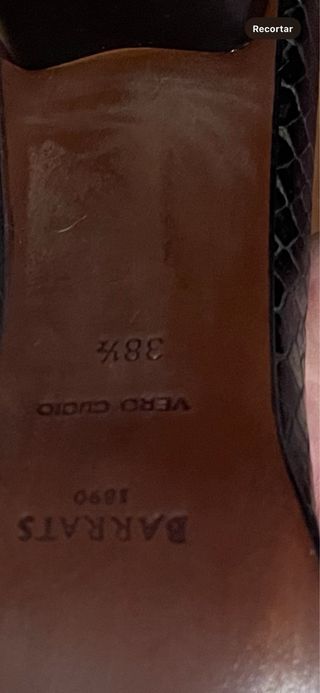 Recortar
BARRATS
1890
VERO CUOIO
38½